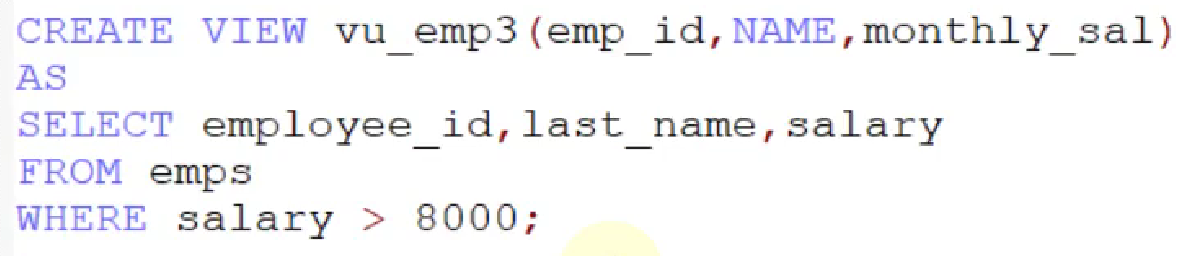 CREATE VIEW vu_emp3(emp_id,NAME,monthly_sal)
AS
SELECT employee_id,last_name,salary
FROM emps
WHERE salary > 8000;